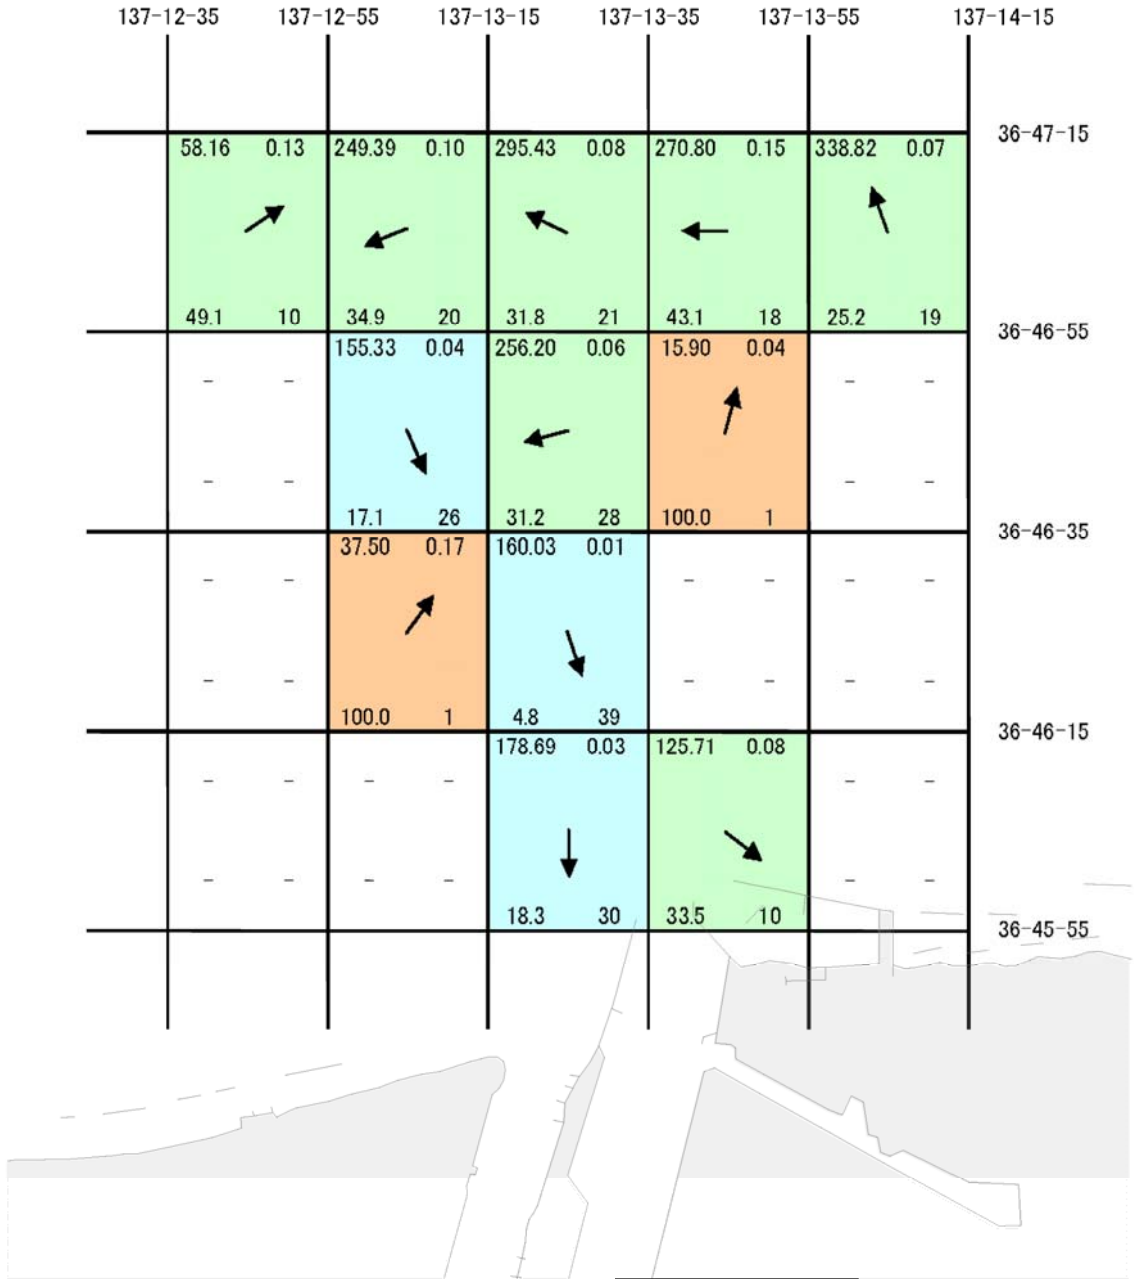 137-12-35 137-12-55 137-13-15 137-13-35 137-13-55 137-14-15
36-47-15
58.16 0.13 249.39 0.10 295.43 0.08 270.80 0.15 338.82 0.07
49.1 10 34.9 20 31.8 21 43.1 18 25.2 19
36-46-55
155.33 0.04 256.20 0.06 15.90 0.04
– – – –
– – – –
17.1 26 31.2 28 100.0 1
36-46-35
37.50 0.17 160.03 0.01
– – – – – –
– – – – – –
100.0 1 4.8 39
36-46-15
178.69 0.03 125.71 0.08
– – – – – –
– – – – – –
18.3 30 33.5 10
36-45-55